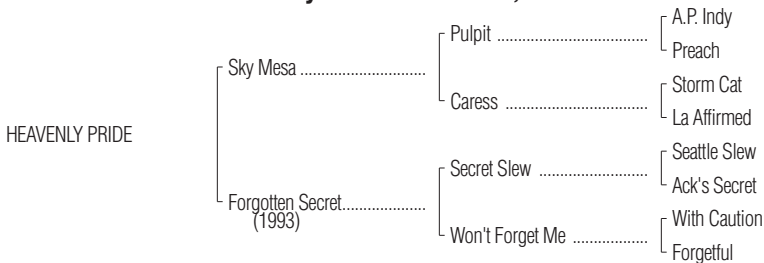 Pulpit ......................................
A.P. Indy
Preach
Sky Mesa ................................
Caress ....................................
Storm Cat
La Affirmed
HEAVENLY PRIDE
Secret Slew ...........................
Seattle Slew
Ack's Secret
Forgotten Secret.....................
(1993)
Won't Forget Me ...................
With Caution
Forgetful